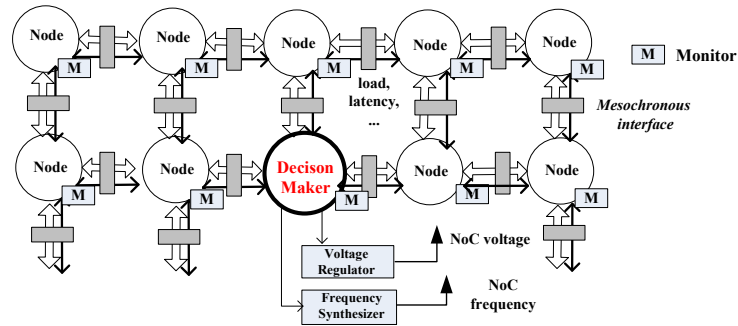 Node
Node
Node
Node
Node
M
M
M
M
M
M
Monitor
load,
latency,
...
Mesochronous
interface
Node
Node
Decison
Maker
Node
Node
M
M
M
M
M
Voltage
Regulator
NoC voltage
Frequency
Synthesizer
NoC
frequency